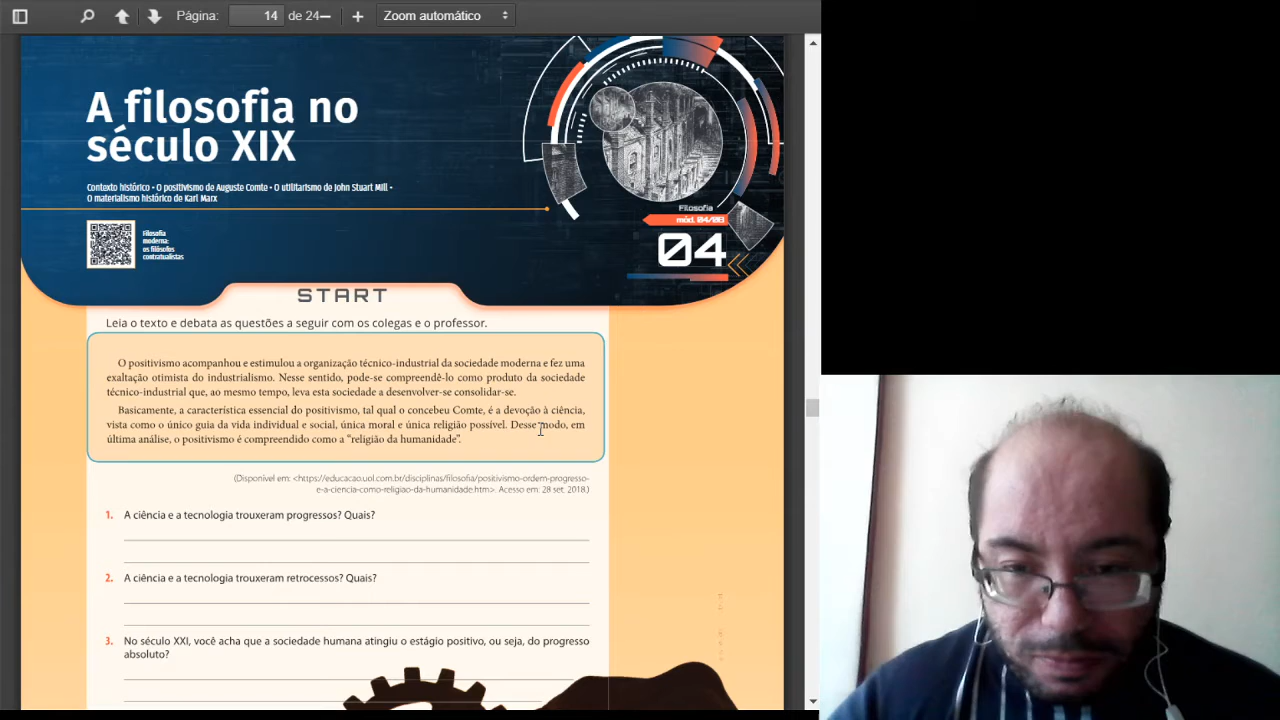 Página: 14 de 24
Zoom automático
A filosofia no
século XIX
Contexto histórico • O positivismo de Auguste Comte • O utilitarismo de John Stuart Mill •
O materialismo histórico de Karl Marx
Filosofia
moderna:
os filósofos
contratualistas
Filosofia
mód. 04/08
04
START
Leia o texto e debata as questões a seguir com os colegas e o professor.
O positivismo acompanhou e estimulou a organização técnico-industrial da sociedade moderna e fez uma
exaltação otimista do industrialismo. Nesse sentido, pode-se compreendê-lo como produto da sociedade
técnico-industrial que, ao mesmo tempo, leva esta sociedade a desenvolver-se consolidar-se.
Basicamente, a característica essencial do positivismo, tal qual o concebeu Comte, é a devoção à ciência,
vista como o único guia da vida individual e social, única moral e única religião possível. Desse modo, em
última análise, o positivismo é compreendido como a "religião da humanidade".
(Disponível em: <https://educacao.uol.com.br/disciplinas/filosofia/positivismo-ordem-progresso-
e-a-ciencia-como-religiao-da-humanidade.htm>. Acesso em: 28 set. 2018.)
1. A ciência e a tecnologia trouxeram progressos? Quais?
2. A ciência e a tecnologia trouxeram retrocessos? Quais?
3. No século XXI, você acha que a sociedade humana atingiu o estágio positivo, ou seja, do progresso
absoluto?